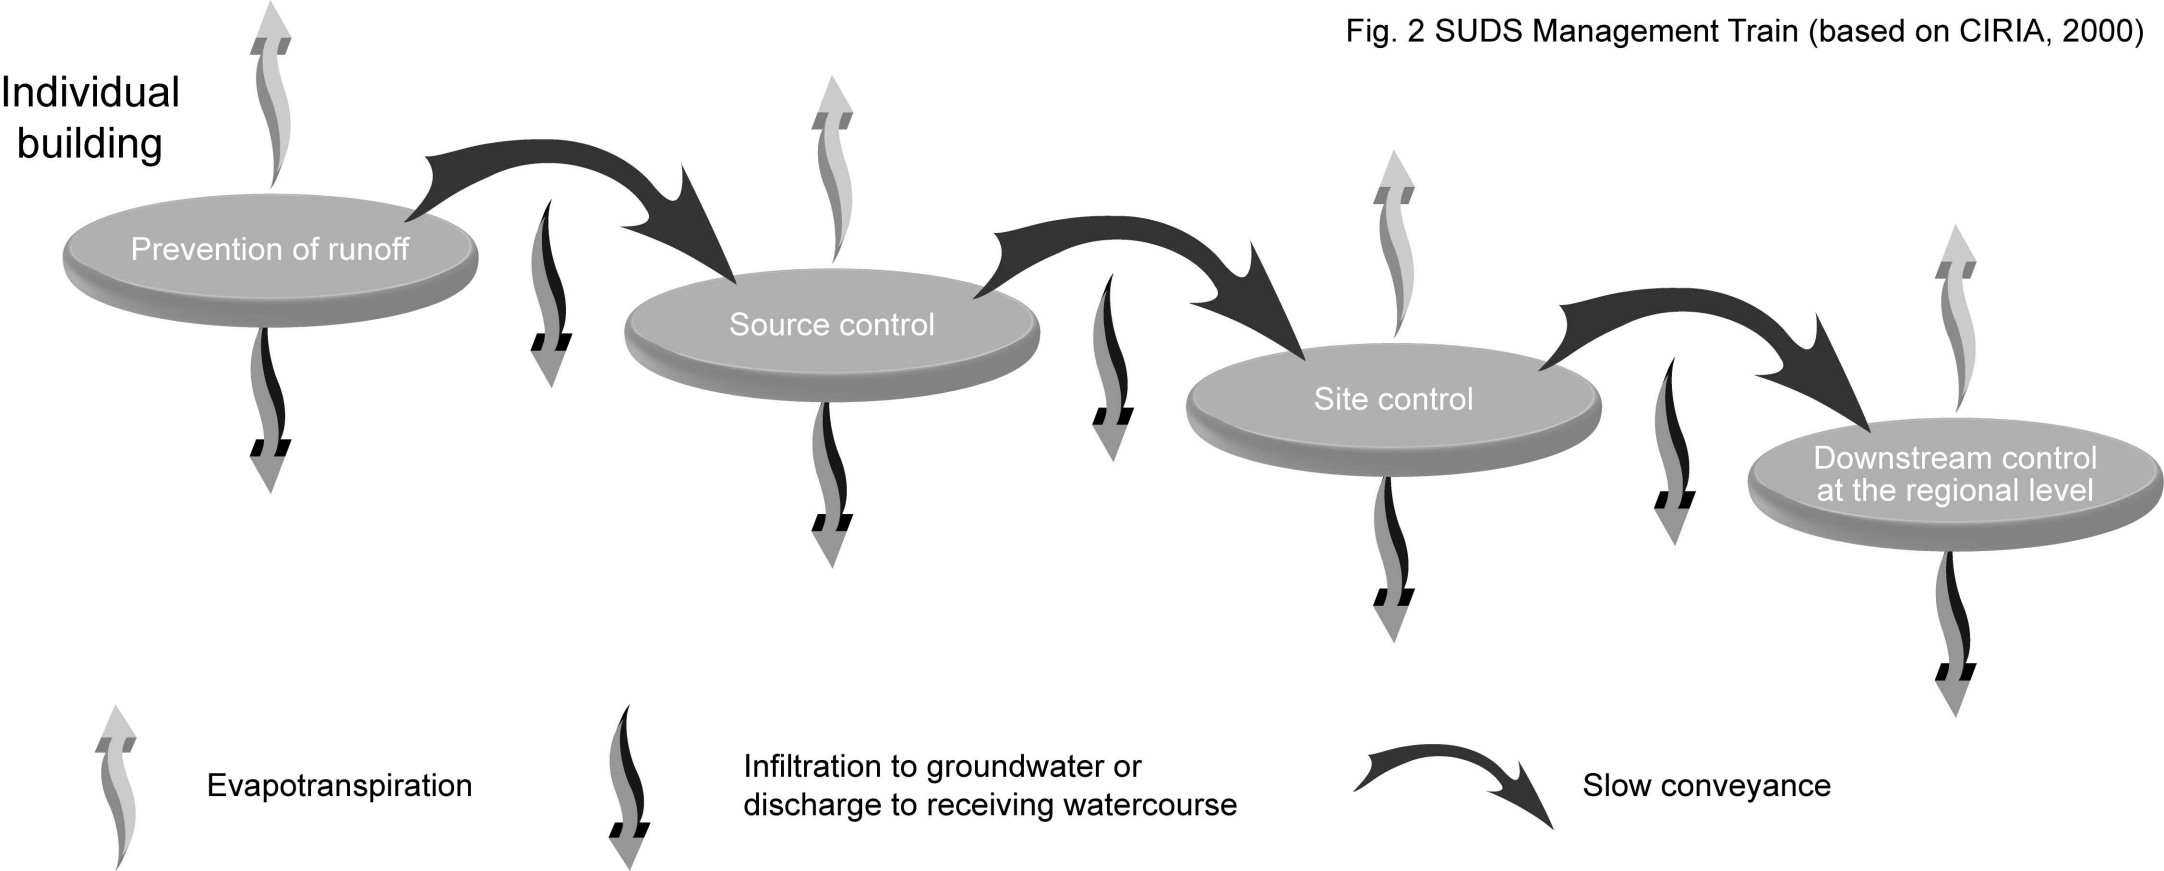 Fig. 2 SUDS Management Train (based on CIRIA, 2000)
Individual
building
Prevention of runoff
Source control
Site control
Downstream control
at the regional level
Evapotranspiration
Infiltration to groundwater or
discharge to receiving watercourse
Slow conveyance